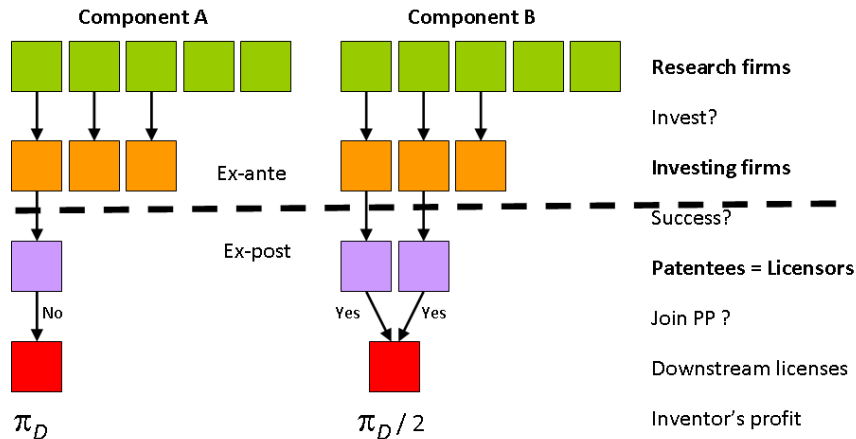 Component A
Component B
Research firms
Invest?
Ex-ante
Investing firms
Success?
Ex-post
Patentees = Licensors
No
Yes
Yes
Join PP ?
Downstream licenses
π_D
π_D / 2
Inventor's profit